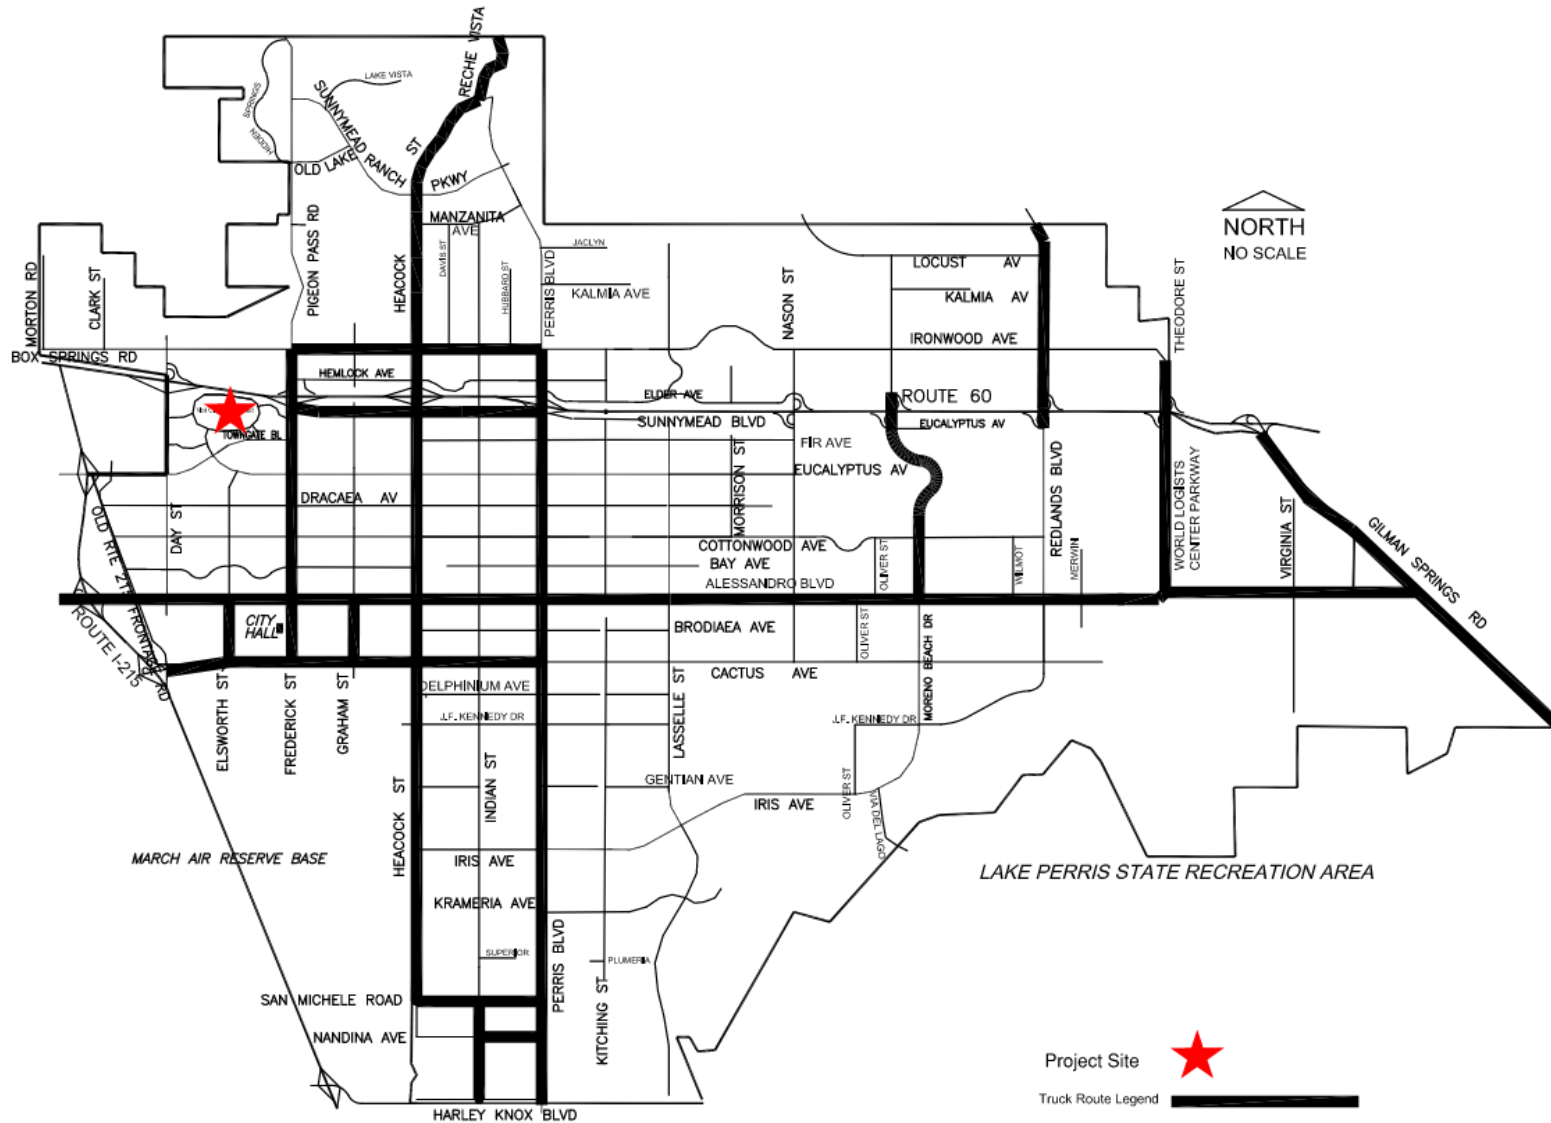 RECHE VISTA
LAKE VISTA
SUNNYMEAD RANCH
PKWY
HIDDEN
SPRINGS
OLD LAKE
ST
MANZANITA
AVE
NORTH
NO SCALE
MORTON RD
CLARK ST
PIGEON PASS RD
HEACOCK
DAVIS ST
HUBBARD ST
PERRIS BLVD
JACLYN
KALMIA AVE
NASON ST
LOCUST AV
KALMIA AV
IRONWOOD AVE
THEODORE ST
BOX SPRINGS RD
HEMLOCK AVE
ELDER AVE
ROUTE 60
SUNNYMEAD BLVD
EUCALYPTUS AV
TOWNGATE BL
FIR AVE
EUCALYPTUS AV
MORRISON ST
REDLANDS BLVD
WORLD LOGISTS
CENTER PARKWAY
VIRGINIA ST
GILMAN SPRINGS RD
DRACAEA AV
DAY ST
OLD RTE 215 FRONTAGE RD
COTTONWOOD AVE
BAY AVE
ALESSANDRO BLVD
OLIVER ST
WILMOT
MERWIN
ROUTE I-215
CITY
HALL
BRODIAEA AVE
OLIVER ST
MORENO BEACH DR
CACTUS AVE
ELSWORTH ST
FREDERICK ST
GRAHAM ST
DELPHINIUM AVE
J.F. KENNEDY DR
LASSELLE ST
J.F. KENNEDY DR
HEACOCK ST
INDIAN ST
GENTIAN AVE
OLIVER ST
IRIS AVE
VIA DEL LAGO
MARCH AIR RESERVE BASE
IRIS AVE
LAKE PERRIS STATE RECREATION AREA
KRAMERIA AVE
PERRIS BLVD
SUPERIOR
PLUMERIA
KITCHING ST
SAN MICHELE ROAD
NANDINA AVE
HARLEY KNOX BLVD
Project Site
Truck Route Legend